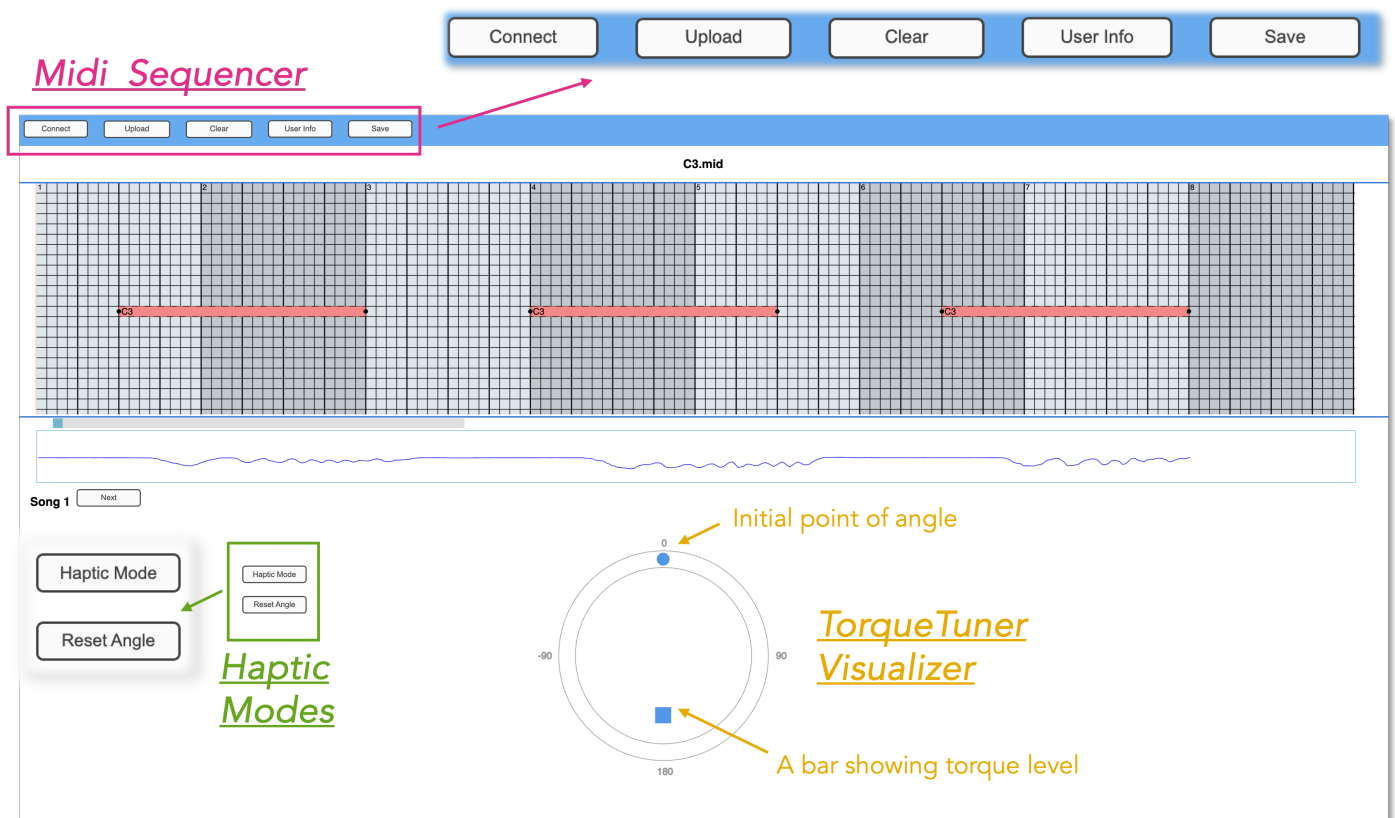 Connect Upload Clear User Info Save
Midi Sequencer
Connect Upload Clear User Info Save
C3.mid
1 2 3 4 5 6 7 8
C3 C3 C3
Song 1 Next
Initial point of angle
0
Haptic Mode
Reset Angle
Haptic Mode
Reset Angle
Haptic
Modes
-90 90
TorqueTuner
Visualizer
A bar showing torque level
180